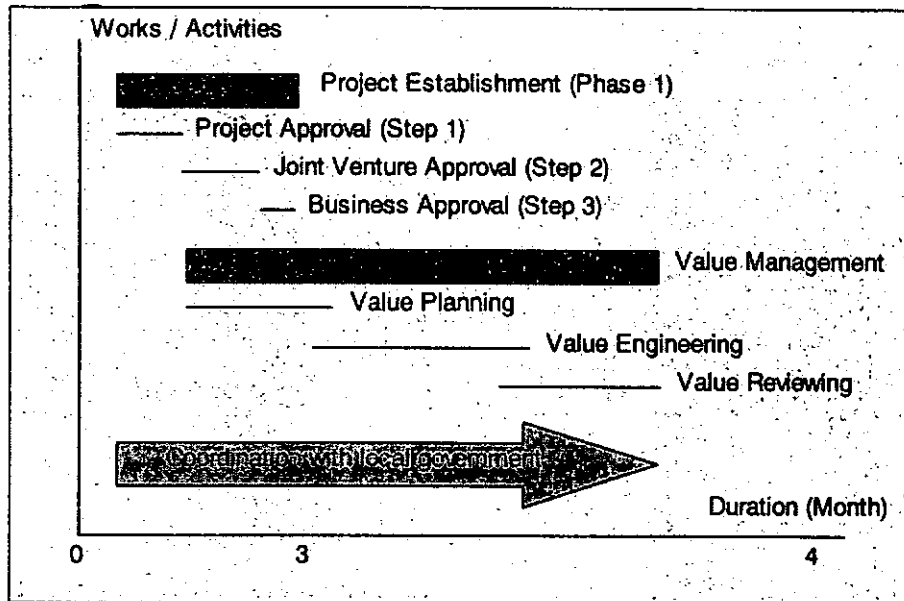 Works / Activities
Project Establishment (Phase 1)
Project Approval (Step 1)
Joint Venture Approval (Step 2)
Business Approval (Step 3)
Value Management
Value Planning
Value Engineering
Value Reviewing
Coordination with local government
Duration (Month)
0 3 4